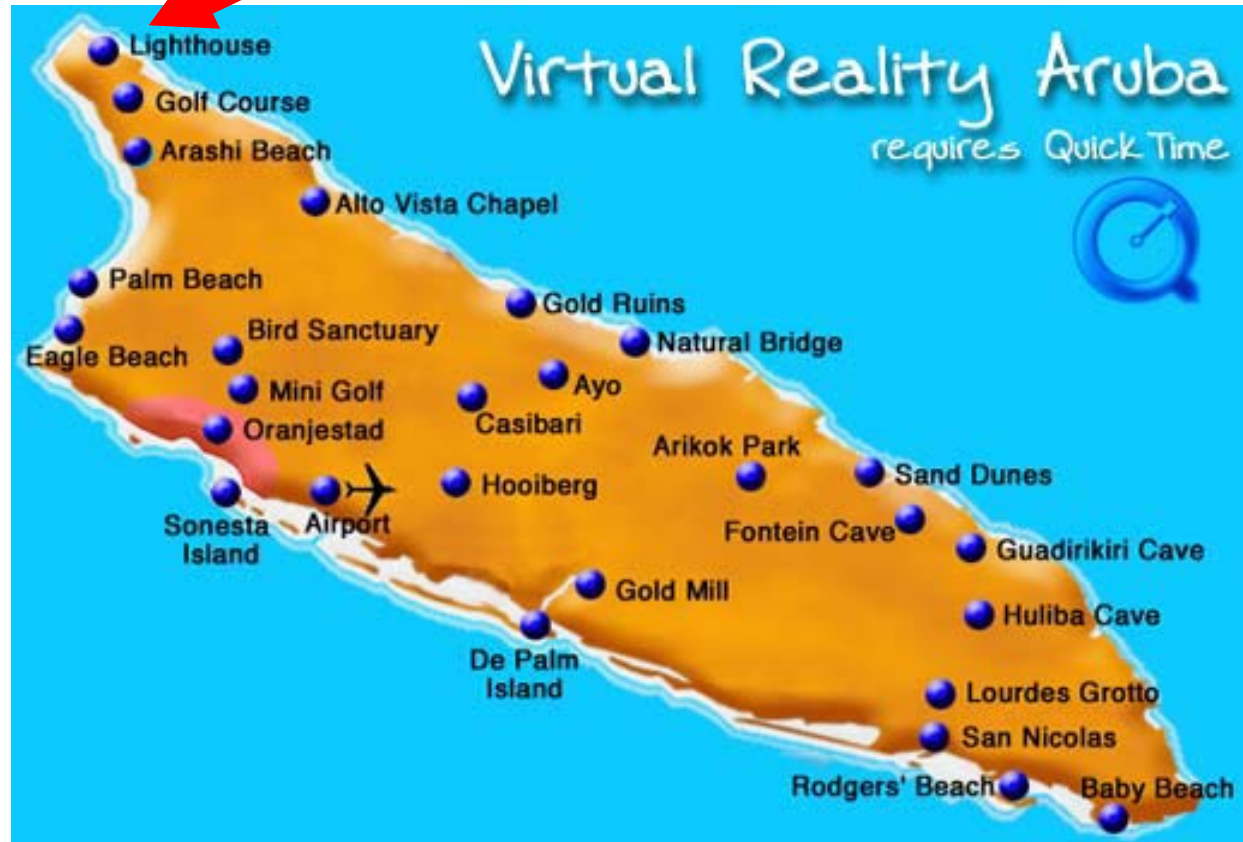 Virtual Reality Aruba
requires Quick Time
Lighthouse
Golf Course
Arashi Beach
Alto Vista Chapel
Palm Beach
Gold Ruins
Bird Sanctuary
Natural Bridge
Eagle Beach
Ayo
Mini Golf
Casibari
Oranjestad
Arikok Park
Sand Dunes
Hooiberg
Sonesta
Island
Airport
Fontein Cave
Guadirikiri Cave
Gold Mill
Huliba Cave
De Palm
Island
Lourdes Grotto
San Nicolas
Rodgers' Beach
Baby Beach